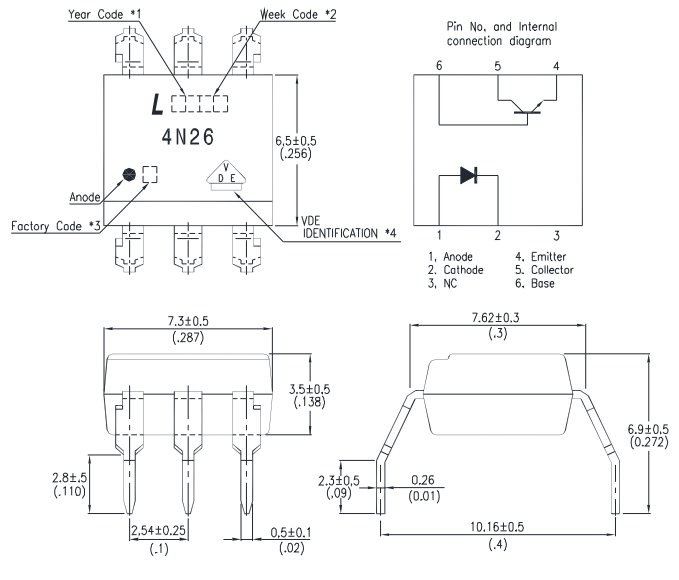 Year Code *1
Week Code *2
L
4N26
V
D E
6,5±0,5
(.256)
Anode
Factory Code *3
VDE
IDENTIFICATION *4
Pin No, and Internal
connection diagram
6 5 4
1 2 3
1, Anode
2. Cathode
3, NC
4. Emitter
5. Collector
6. Base
7.3±0.5
(.287)
3,5±0,5
(.138)
2.8±.5
(.110)
2,54±0.25
(.1)
0,5±0.1
(.02)
7.62±0.3
(.3)
6.9±0,5
(0.272)
2.3±0,5
(,09)
0.26
(0.01)
10.16±0.5
(.4)